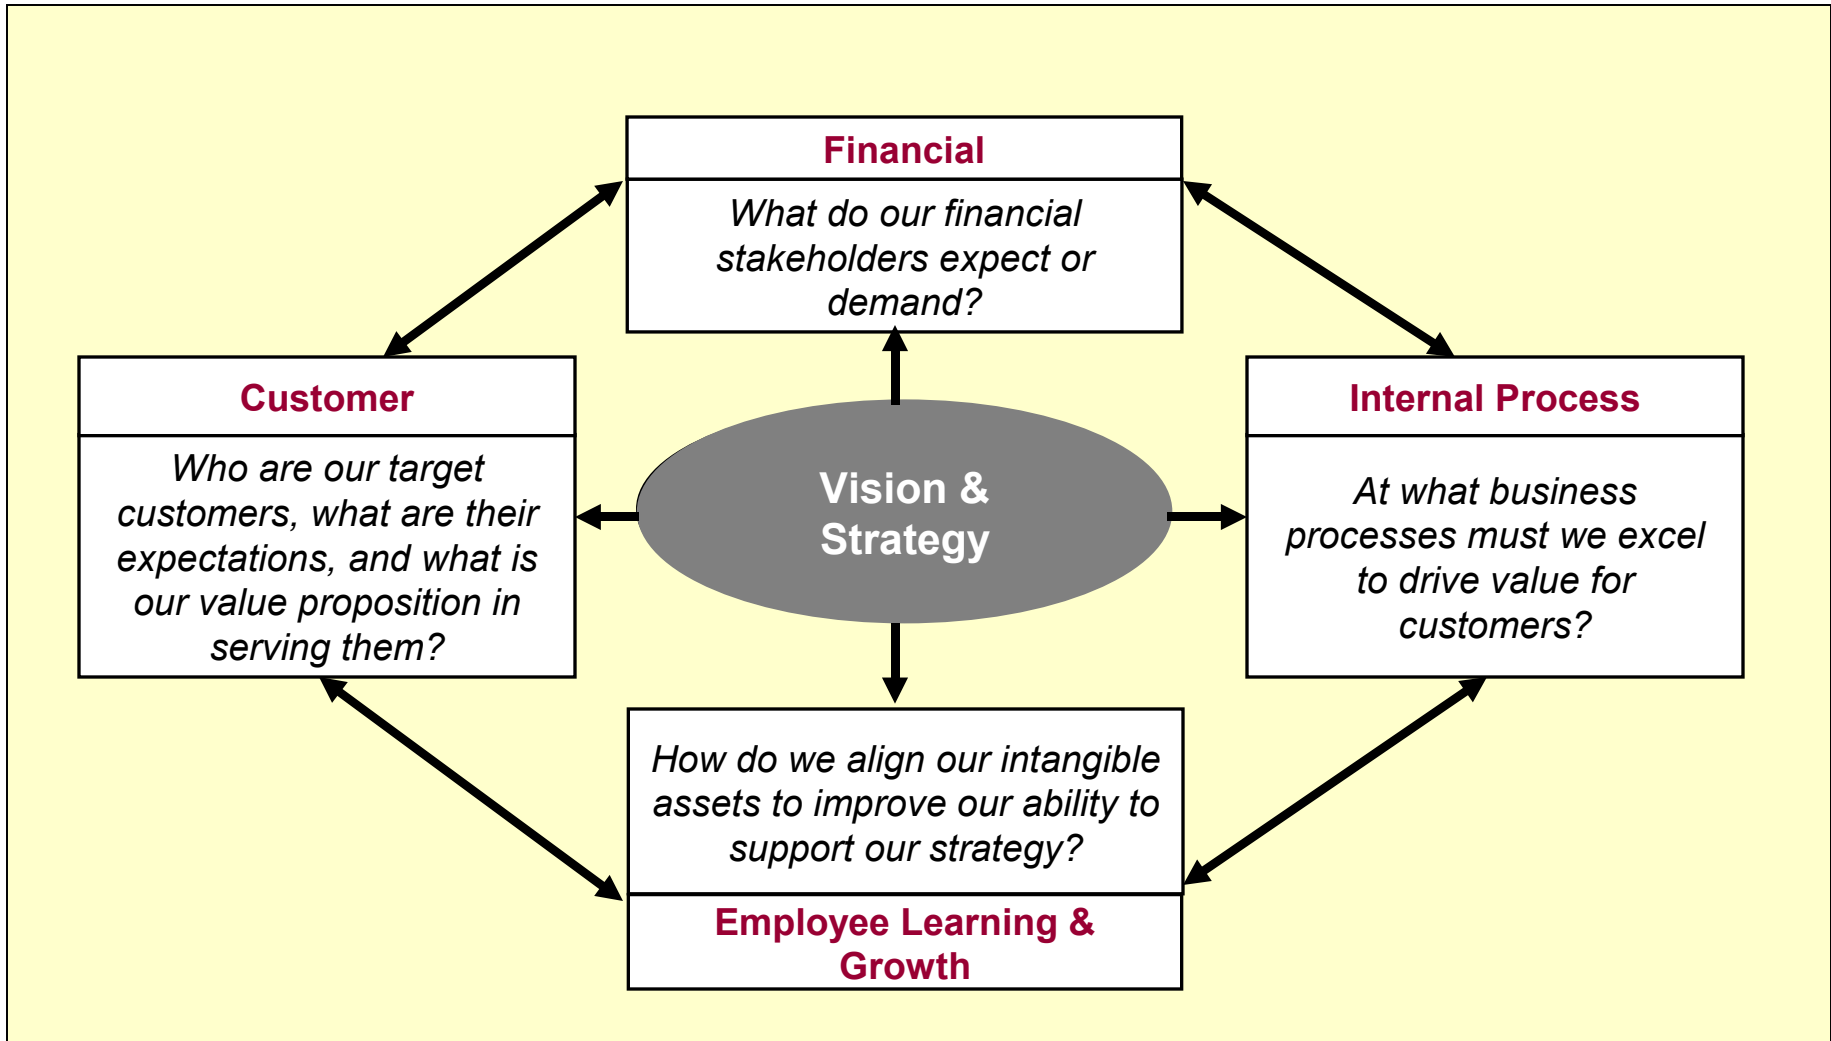 Financial
What do our financial
stakeholders expect or
demand?
Customer
Who are our target
customers, what are their
expectations, and what is
our value proposition in
serving them?
Vision &
Strategy
Internal Process
At what business
processes must we excel
to drive value for
customers?
How do we align our intangible
assets to improve our ability to
support our strategy?
Employee Learning &
Growth